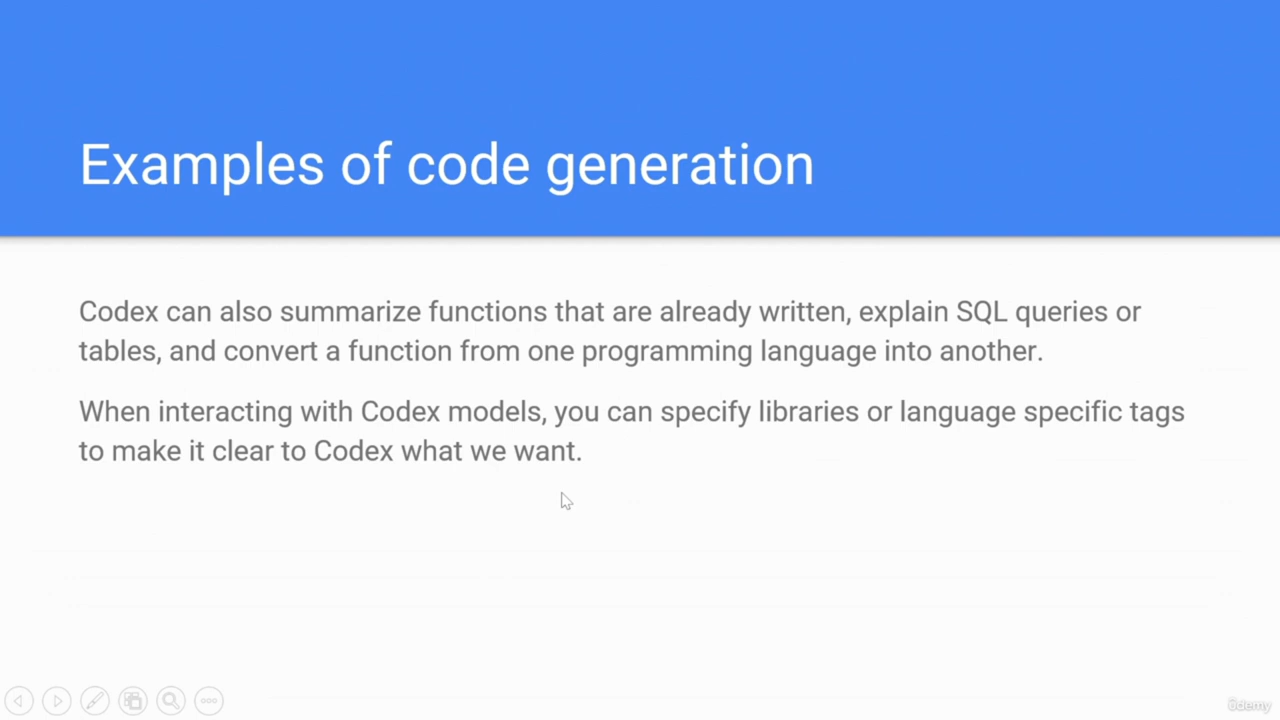 Examples of code generation
Codex can also summarize functions that are already written, explain SQL queries or
tables, and convert a function from one programming language into another.
When interacting with Codex models, you can specify libraries or language specific tags
to make it clear to Codex what we want.
ûdemy